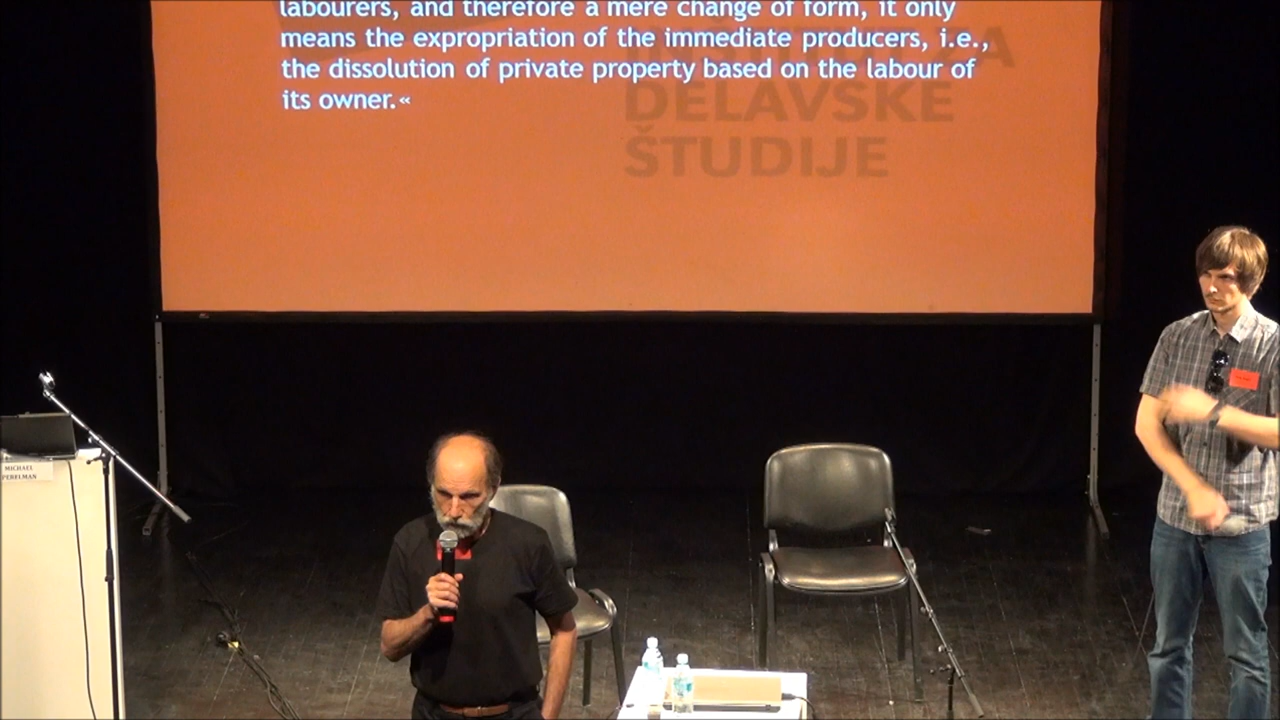 labourers, and therefore a mere change of form, it only
means the expropriation of the immediate producers, i.e.,
the dissolution of private property based on the labour of
its owner.«
ZA
DELAVSKE
ŠTUDIJE
MICHAEL
PERELMAN